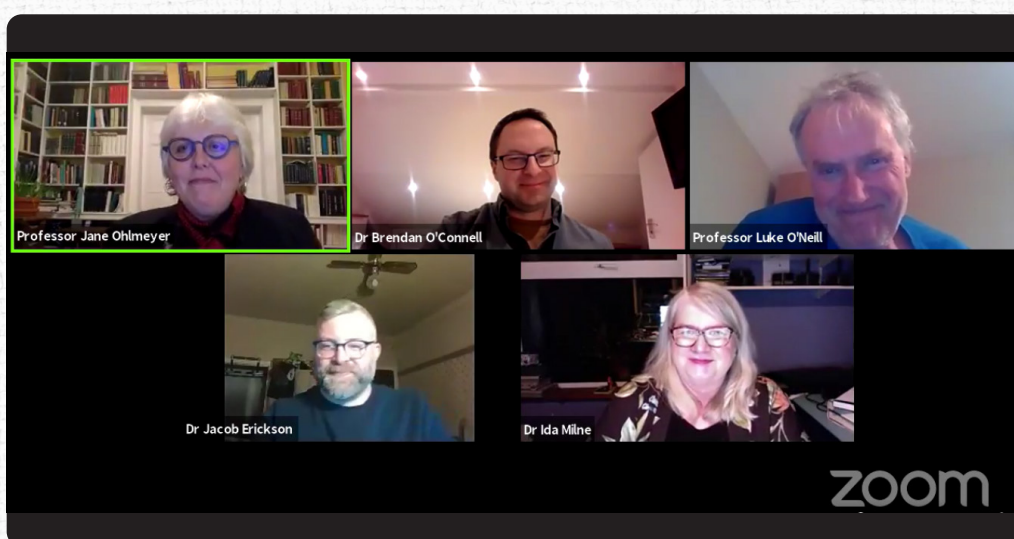 Professor Jane Ohlmeyer
Dr Brendan O'Connell
Professor Luke O'Neill
Dr Jacob Erickson
Dr Ida Milne
zoom